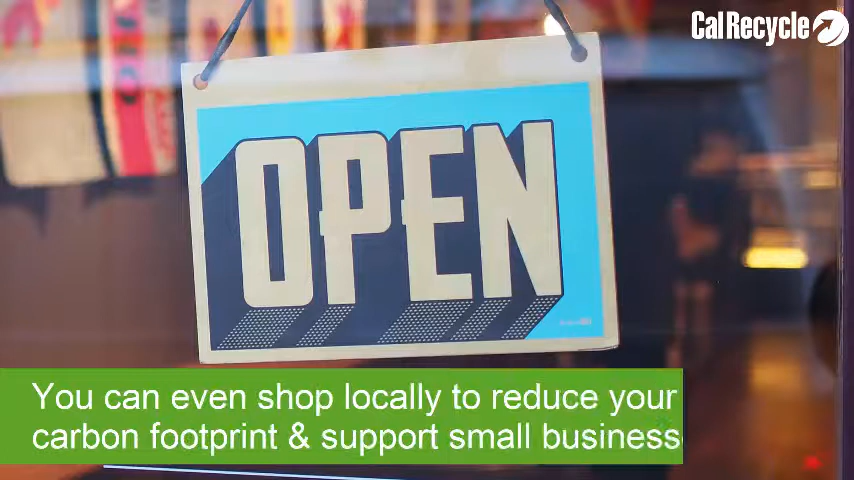 CalRecycle
OPEN
You can even shop locally to reduce your
carbon footprint & support small business